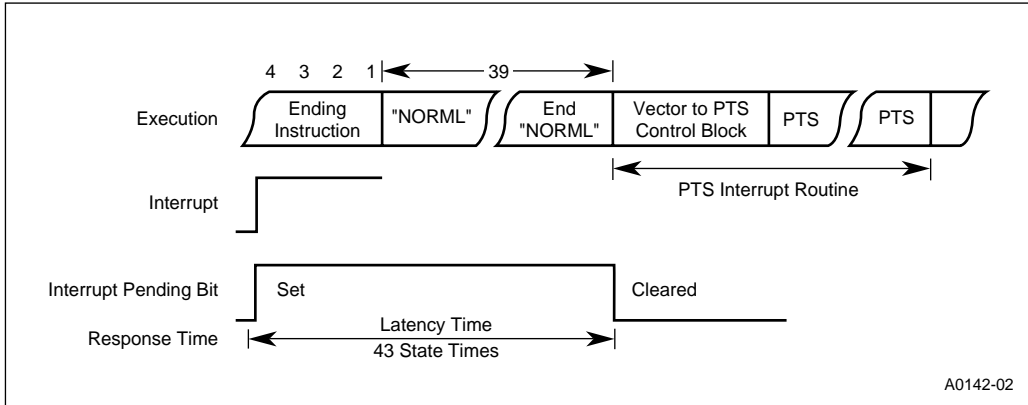 4 3 2 1 39
Execution
Ending
Instruction
"NORML"
End
"NORML"
Vector to PTS
Control Block
PTS
PTS
PTS Interrupt Routine
Interrupt
Interrupt Pending Bit
Set
Cleared
Response Time
Latency Time
43 State Times
A0142-02